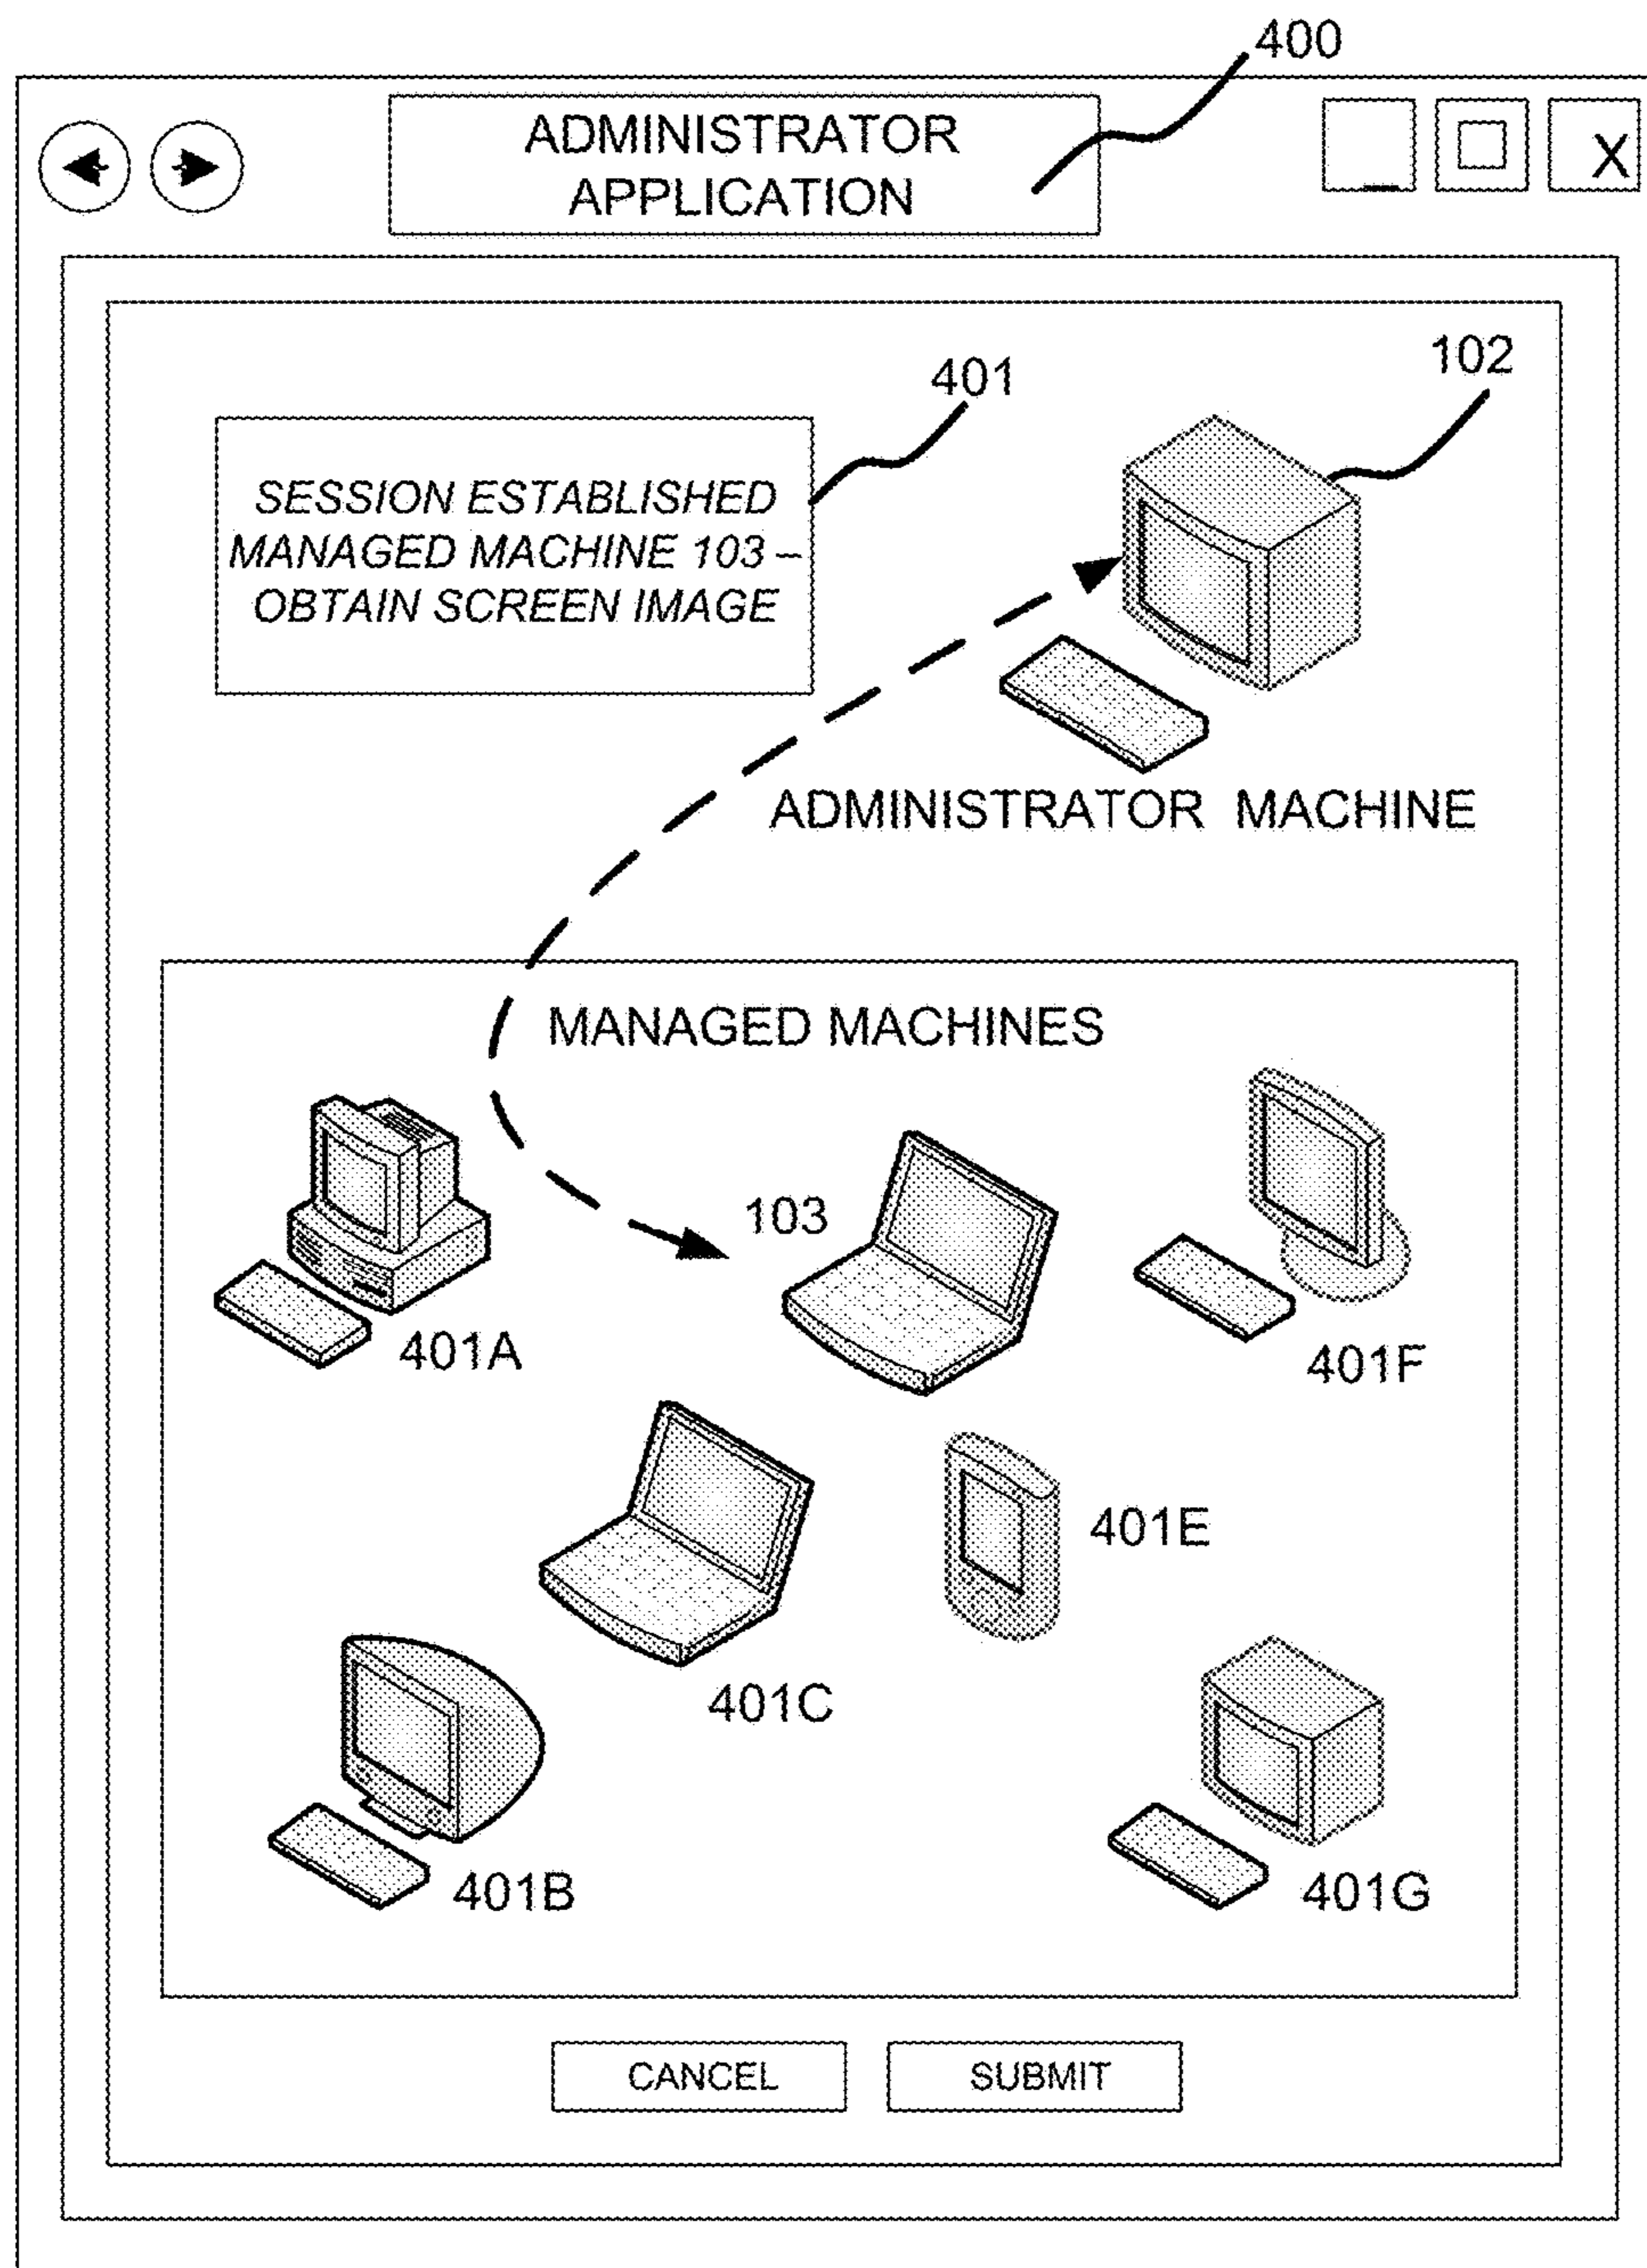 400
ADMINISTRATOR
APPLICATION
_
X
401
102
SESSION ESTABLISHED
MANAGED MACHINE 103 –
OBTAIN SCREEN IMAGE
ADMINISTRATOR MACHINE
MANAGED MACHINES
103
401A
401F
401E
401C
401B
401G
CANCEL
SUBMIT